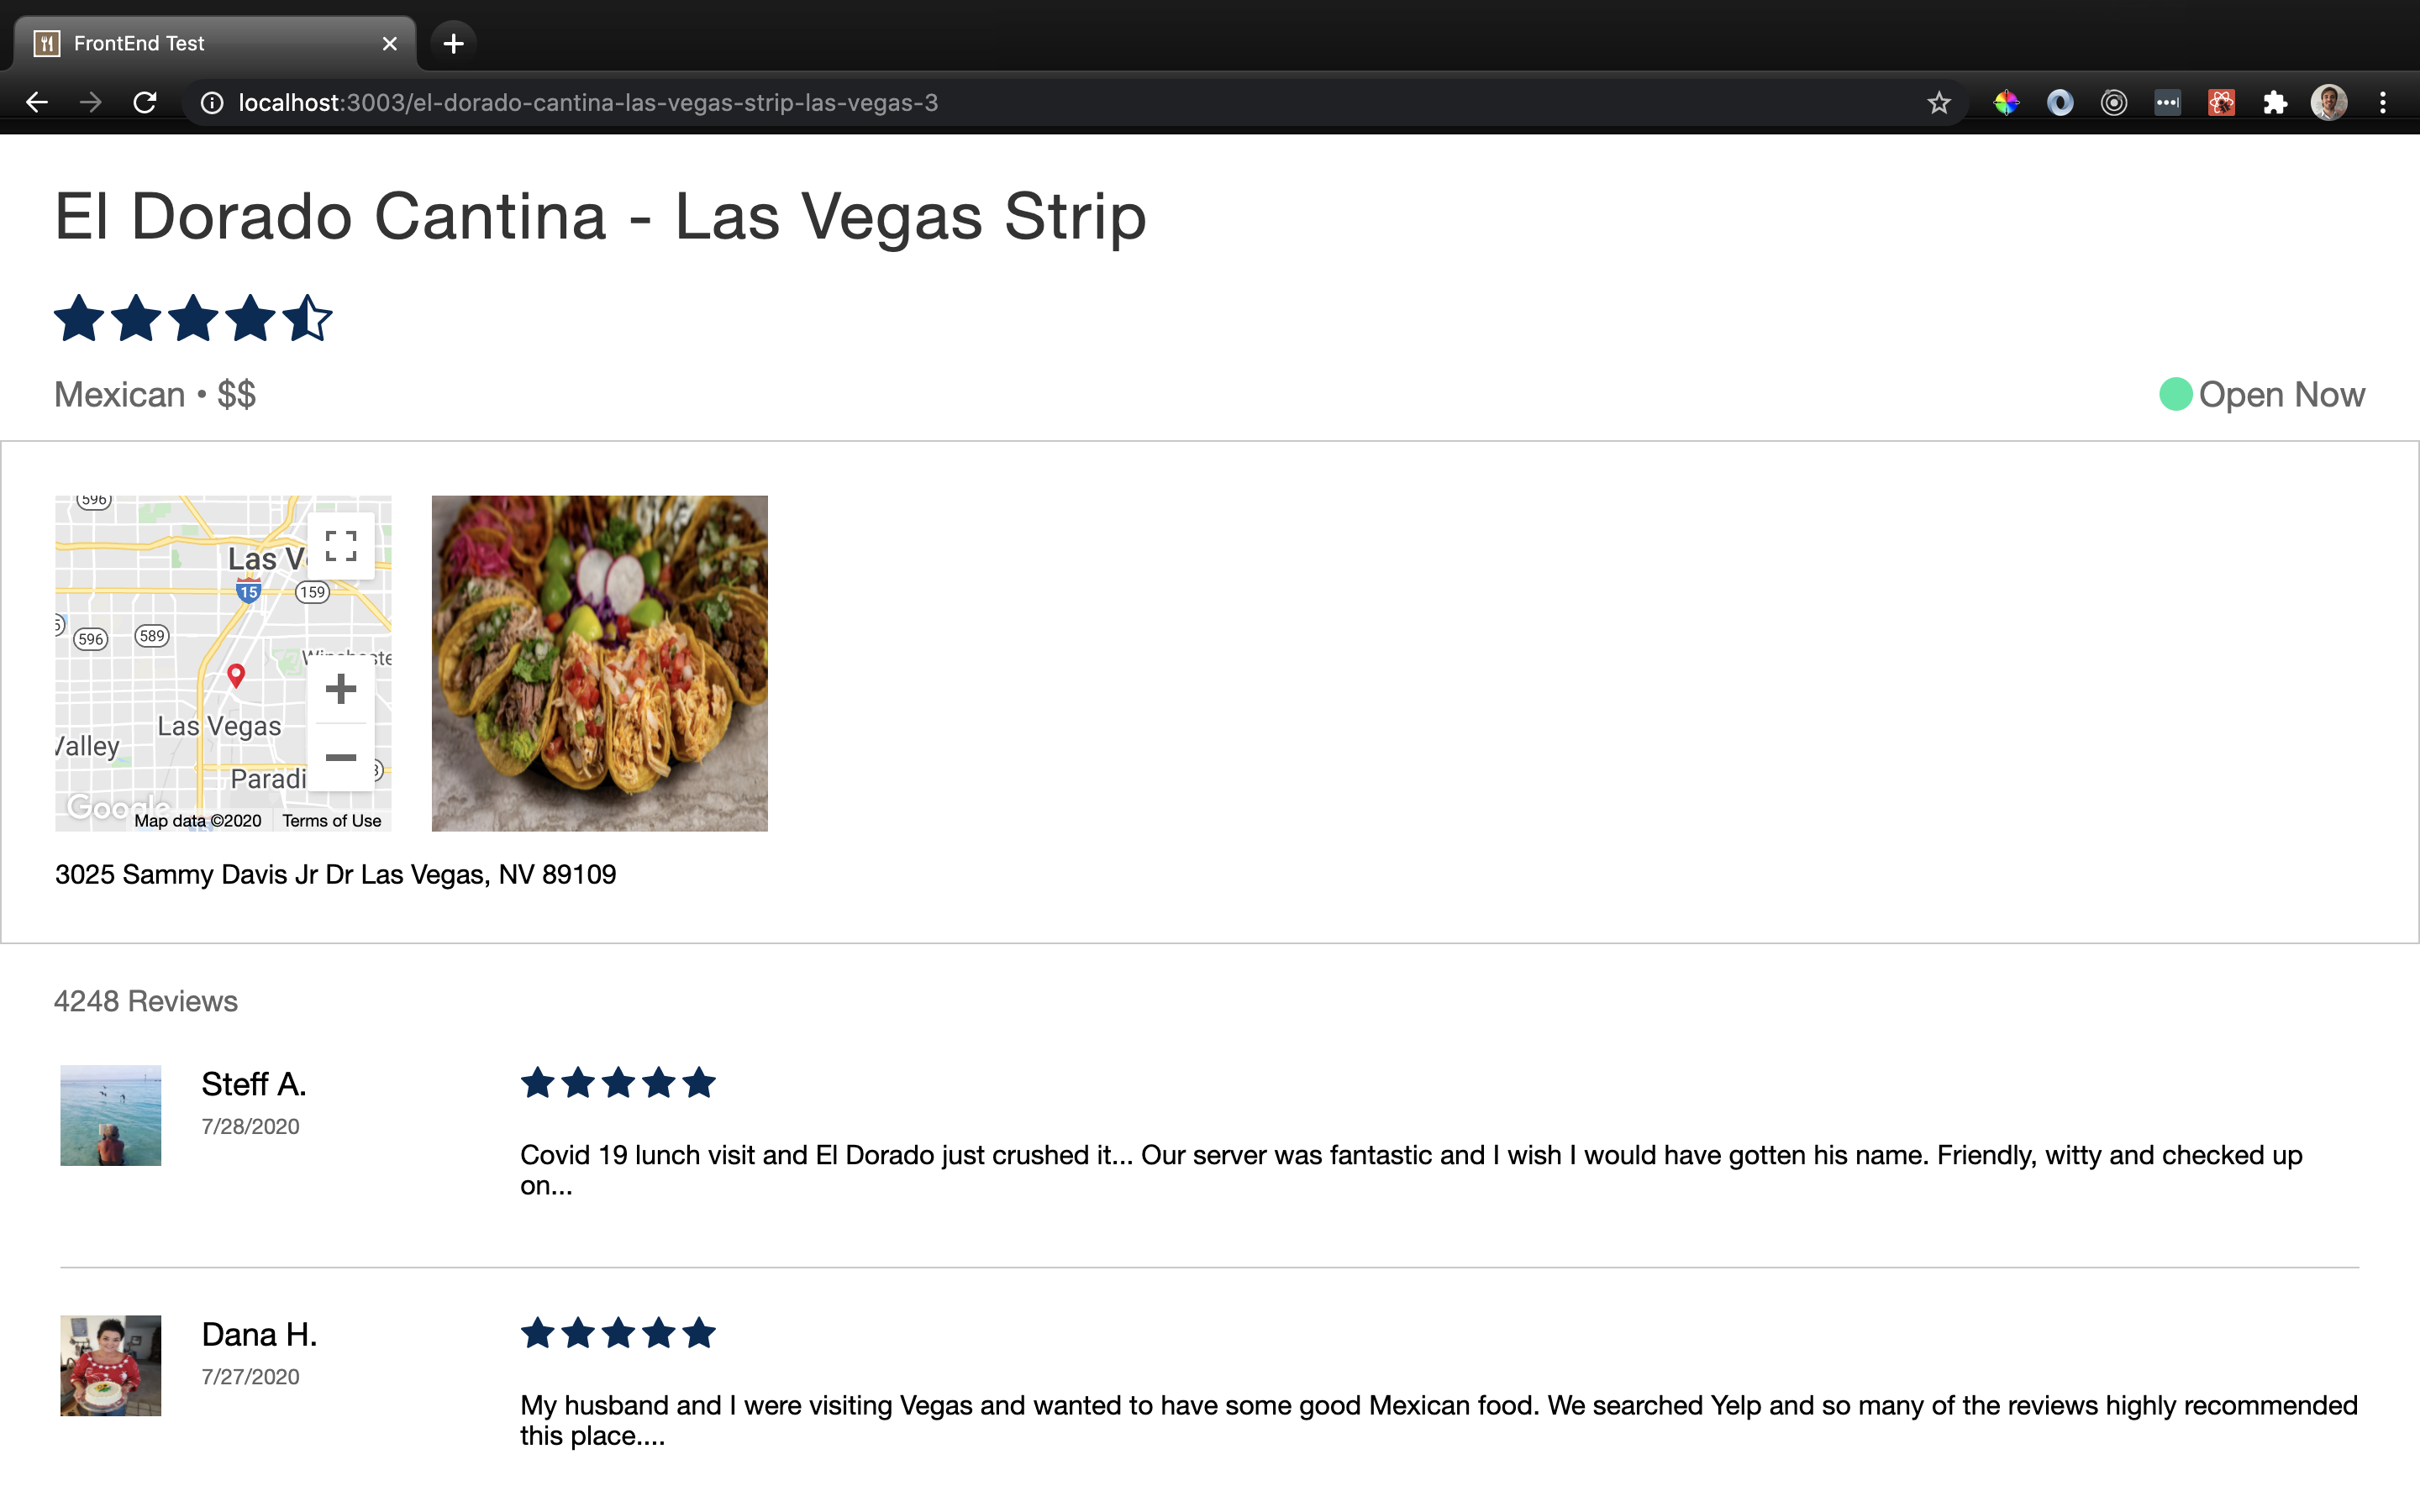 FrontEnd Test
localhost:3003/el-dorado-cantina-las-vegas-strip-las-vegas-3
El Dorado Cantina - Las Vegas Strip
Mexican • $$
Open Now
596
Las V
15
159
596
589
Las Vegas
Valley
Paradi
Google
Map data ©2020
Terms of Use
3025 Sammy Davis Jr Dr Las Vegas, NV 89109
4248 Reviews
Steff A.
7/28/2020
Covid 19 lunch visit and El Dorado just crushed it... Our server was fantastic and I wish I would have gotten his name. Friendly, witty and checked up
on...
Dana H.
7/27/2020
My husband and I were visiting Vegas and wanted to have some good Mexican food. We searched Yelp and so many of the reviews highly recommended
this place....